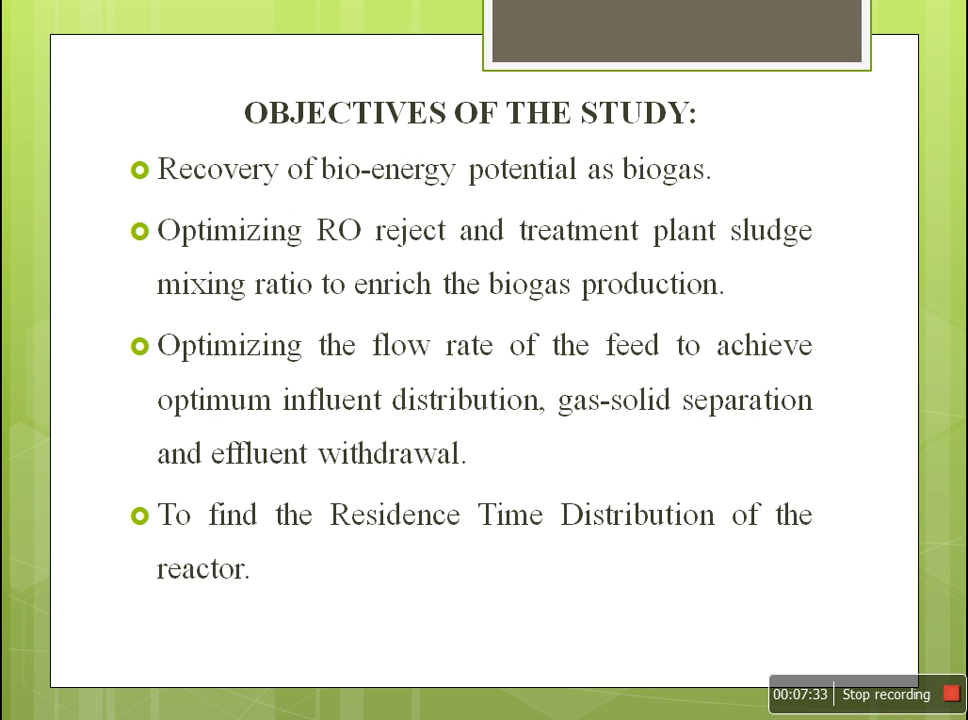 OBJECTIVES OF THE STUDY:
Recovery of bio-energy potential as biogas.
Optimizing RO reject and treatment plant sludge
mixing ratio to enrich the biogas production.
Optimizing the flow rate of the feed to achieve
optimum influent distribution, gas-solid separation
and effluent withdrawal.
To find the Residence Time Distribution of the
reactor.
00:07:33 Stop recording